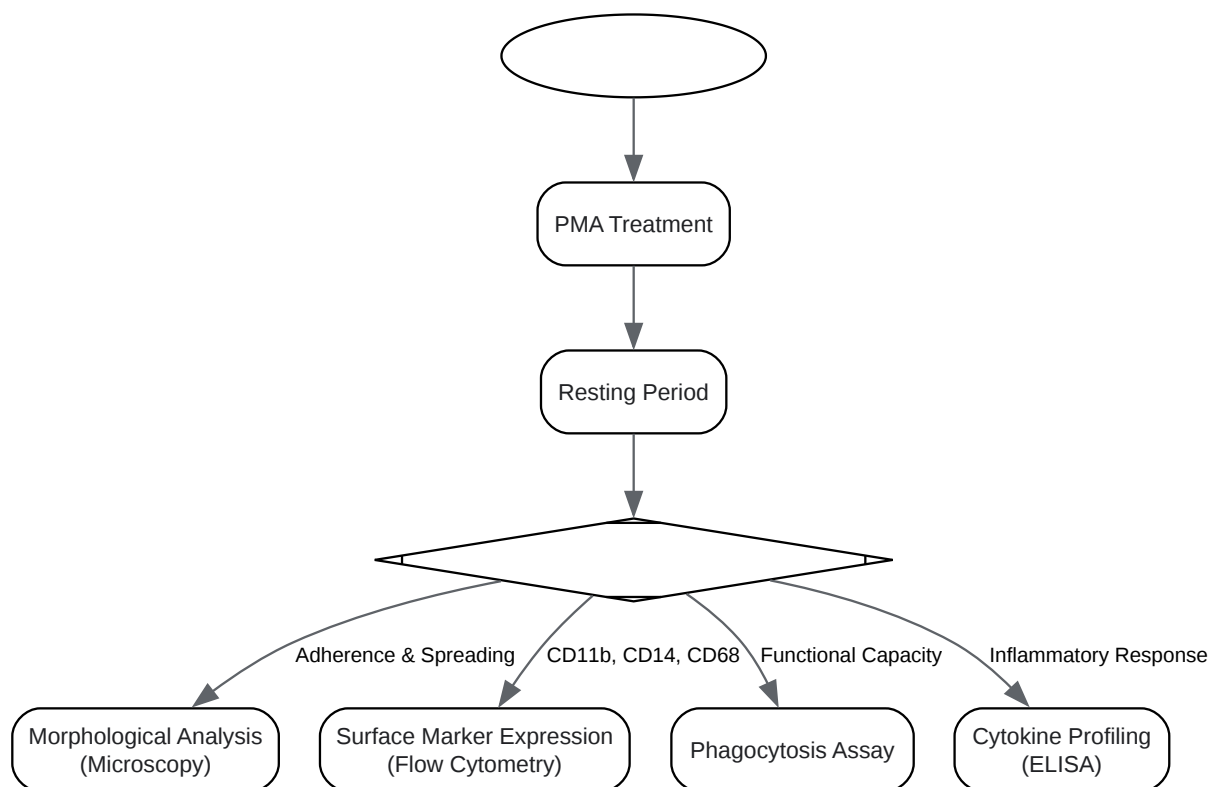 PMA Treatment
Resting Period
Adherence & Spreading
CD11b, CD14, CD68
Functional Capacity
Inflammatory Response
Morphological Analysis
(Microscopy)
Surface Marker Expression
(Flow Cytometry)
Phagocytosis Assay
Cytokine Profiling
(ELISA)